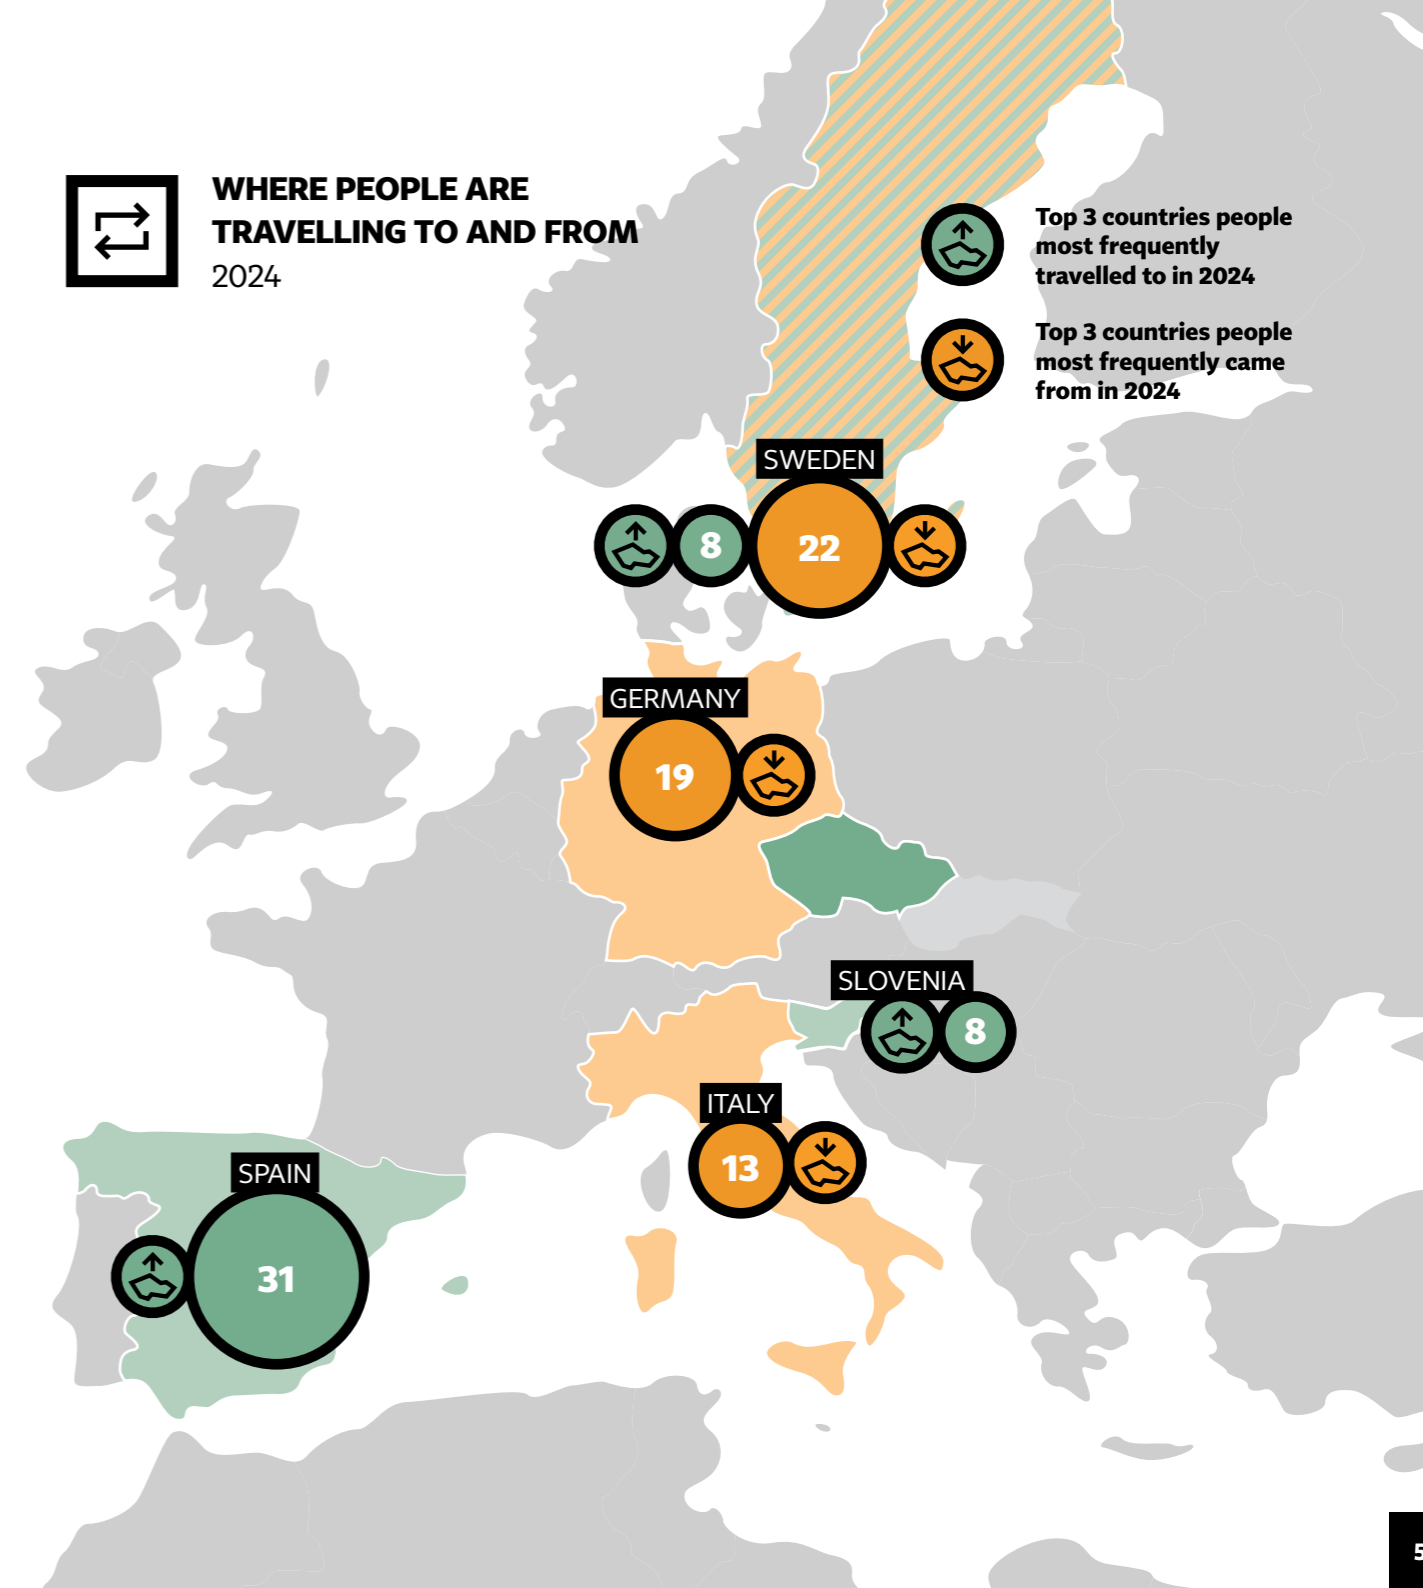 WHERE PEOPLE ARE
TRAVELLING TO AND FROM
2024
Top 3 countries people
most frequently
travelled to in 2024
Top 3 countries people
most frequently came
from in 2024
SWEDEN
8
22
GERMANY
19
SLOVENIA
8
ITALY
13
SPAIN
31
5